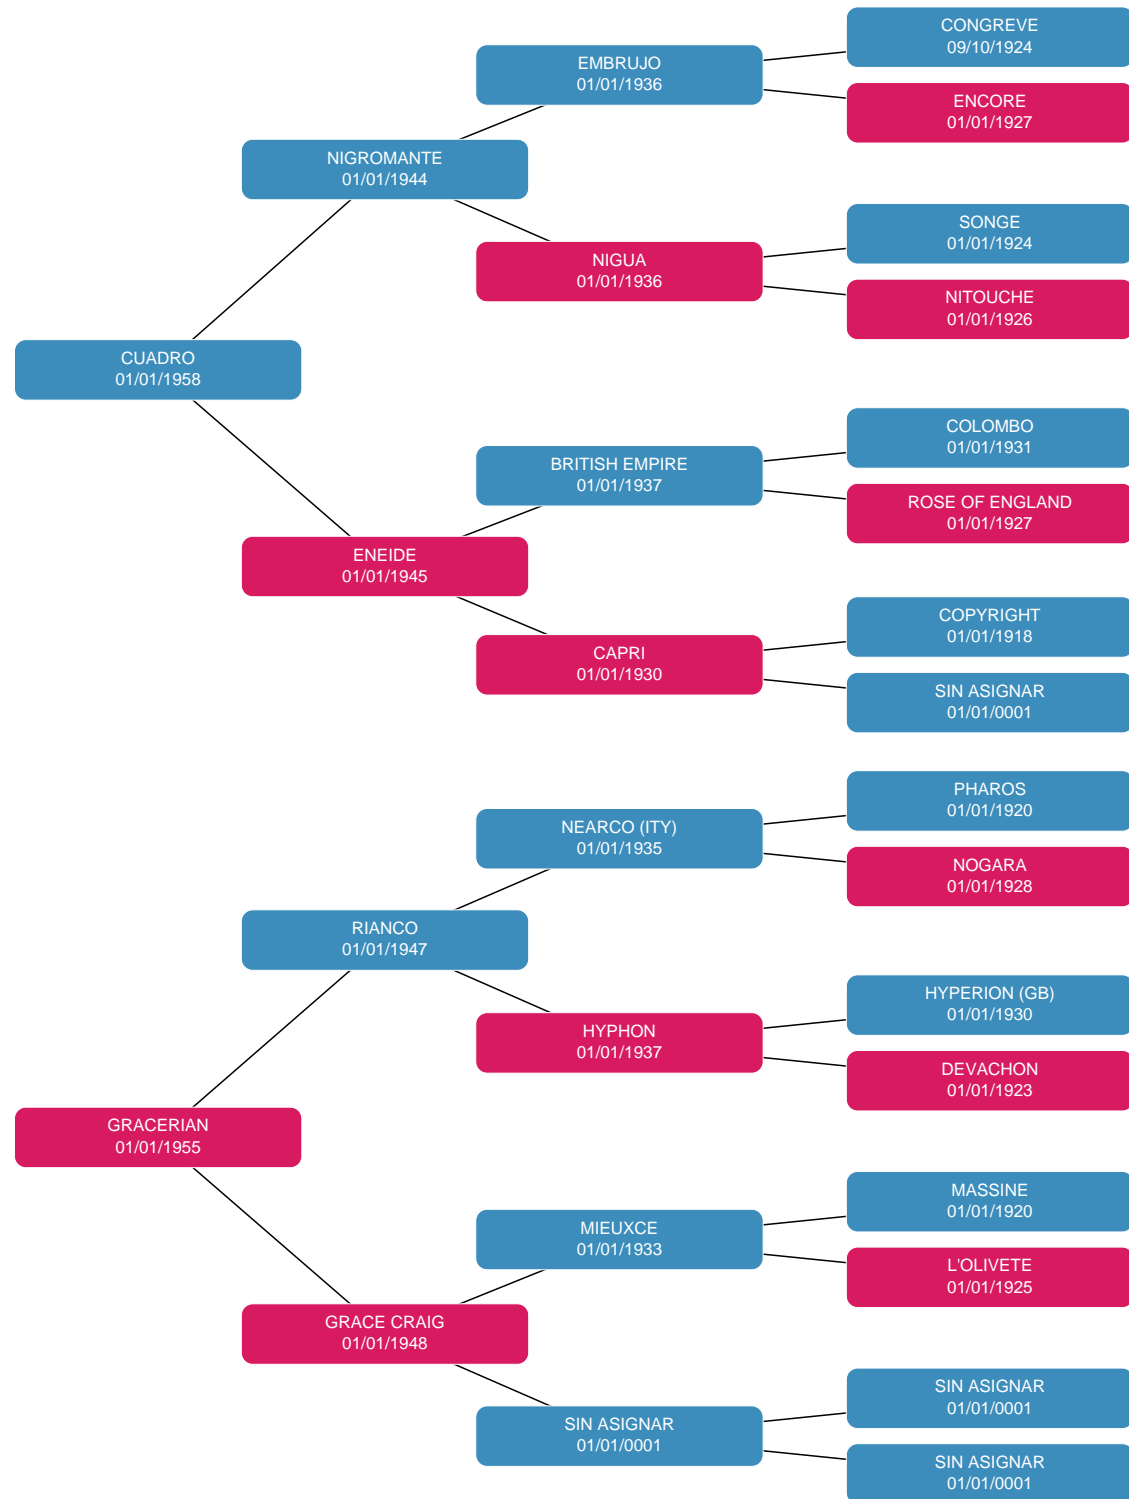 CONGREVE
09/10/1924
EMBRUJO
01/01/1936
ENCORE
01/01/1927
NIGROMANTE
01/01/1944
SONGE
01/01/1924
NIGUA
01/01/1936
NITOUCHE
01/01/1926
CUADRO
01/01/1958
COLOMBO
01/01/1931
BRITISH EMPIRE
01/01/1937
ROSE OF ENGLAND
01/01/1927
ENEIDE
01/01/1945
COPYRIGHT
01/01/1918
CAPRI
01/01/1930
SIN ASIGNAR
01/01/0001
PHAROS
01/01/1920
NEARCO (ITY)
01/01/1935
NOGARA
01/01/1928
RIANCO
01/01/1947
HYPERION (GB)
01/01/1930
HYPHON
01/01/1937
DEVACHON
01/01/1923
GRACERIAN
01/01/1955
MASSINE
01/01/1920
MIEUXCE
01/01/1933
L'OLIVETE
01/01/1925
GRACE CRAIG
01/01/1948
SIN ASIGNAR
01/01/0001
SIN ASIGNAR
01/01/0001
SIN ASIGNAR
01/01/0001